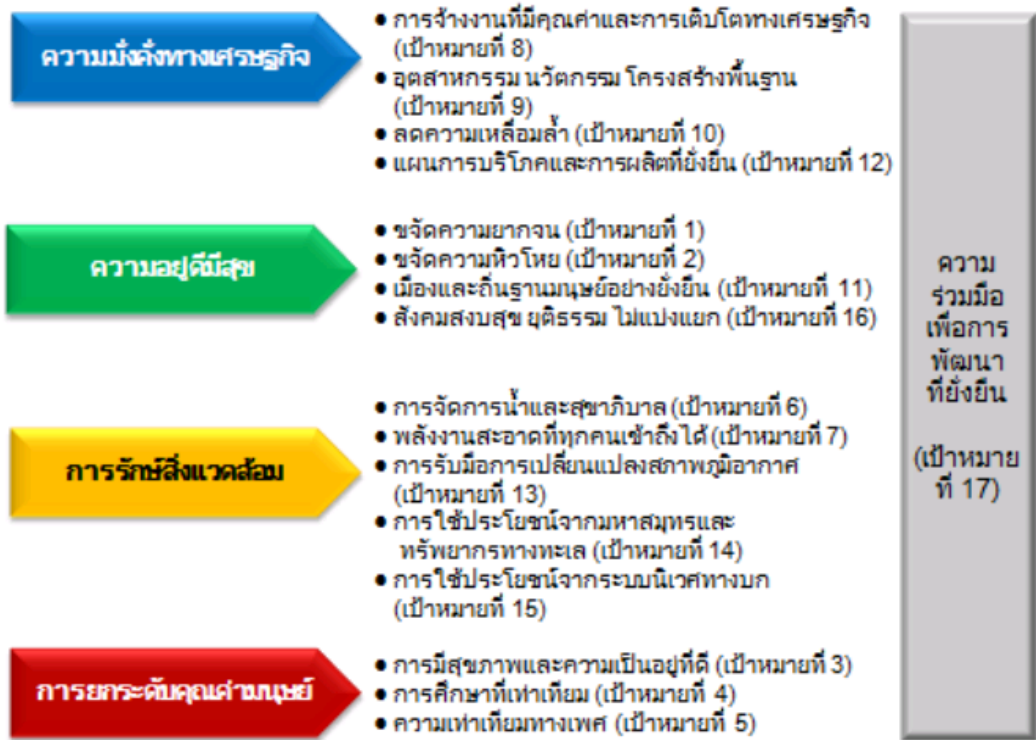 ความมั่งคั่งทางเศรษฐกิจ
● การจ้างงานที่มีคุณค่าและการเติบโตทางเศรษฐกิจ
(เป้าหมายที่ 8)
● อุตสาหกรรม นวัตกรรม โครงสร้างพื้นฐาน
(เป้าหมายที่ 9)
● ลดความเหลื่อมล้ำ (เป้าหมายที่ 10)
● แผนการบริโภคและการผลิตที่ยั่งยืน (เป้าหมายที่ 12)
ความอยู่ดีมีสุข
● ขจัดความยากจน (เป้าหมายที่ 1)
● ขจัดความหิวโหย (เป้าหมายที่ 2)
● เมืองและถิ่นฐานมนุษย์อย่างยั่งยืน (เป้าหมายที่ 11)
● สังคมสงบสุข ยุติธรรม ไม่แบ่งแยก (เป้าหมายที่ 16)
การรักษ์สิ่งแวดล้อม
● การจัดการน้ำและสุขาภิบาล (เป้าหมายที่ 6)
● พลังงานสะอาดที่ทุกคนเข้าถึงได้ (เป้าหมายที่ 7)
● การรับมือการเปลี่ยนแปลงสภาพภูมิอากาศ
(เป้าหมายที่ 13)
● การใช้ประโยชน์จากมหาสมุทรและ
ทรัพยากรทางทะเล (เป้าหมายที่ 14)
● การใช้ประโยชน์จากระบบนิเวศทางบก
(เป้าหมายที่ 15)
การยกระดับคุณค่ามนุษย์
● การมีสุขภาพและความเป็นอยู่ที่ดี (เป้าหมายที่ 3)
● การศึกษาที่เท่าเทียม (เป้าหมายที่ 4)
● ความเท่าเทียมทางเพศ (เป้าหมายที่ 5)
ความ
ร่วมมือ
เพื่อการ
พัฒนา
ที่ยั่งยืน
(เป้าหมาย
ที่ 17)